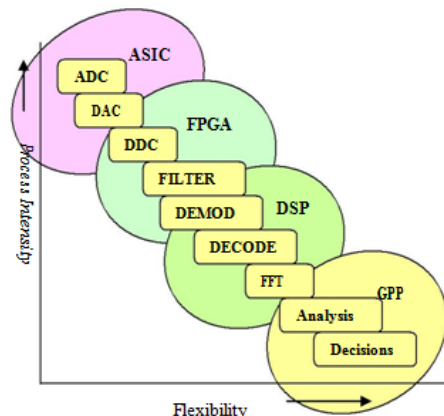 ASIC
ADC
DAC
FPGA
DDC
FILTER
DSP
DEMOD
DECODE
FFT
GPP
Analysis
Decisions
Process Intensity
Flexibility